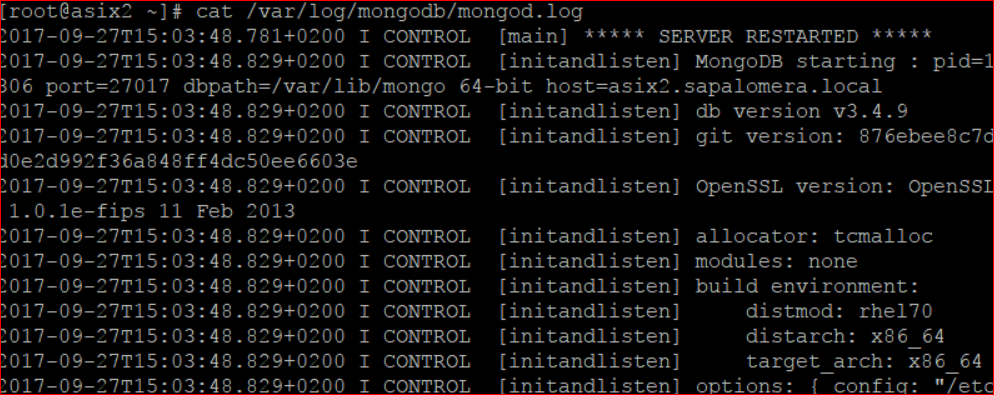 [root@asix2 ~]# cat /var/log/mongodb/mongod.log
2017-09-27T15:03:48.781+0200 I CONTROL  [main] ***** SERVER RESTARTED *****
2017-09-27T15:03:48.829+0200 I CONTROL  [initandlisten] MongoDB starting : pid=1
306 port=27017 dbpath=/var/lib/mongo 64-bit host=asix2.sapalomera.local
2017-09-27T15:03:48.829+0200 I CONTROL  [initandlisten] db version v3.4.9
2017-09-27T15:03:48.829+0200 I CONTROL  [initandlisten] git version: 876ebee8c7d
d0e2d992f36a848ff4dc50ee6603e
2017-09-27T15:03:48.829+0200 I CONTROL  [initandlisten] OpenSSL version: OpenSSL
 1.0.1e-fips 11 Feb 2013
2017-09-27T15:03:48.829+0200 I CONTROL  [initandlisten] allocator: tcmalloc
2017-09-27T15:03:48.829+0200 I CONTROL  [initandlisten] modules: none
2017-09-27T15:03:48.829+0200 I CONTROL  [initandlisten] build environment:
2017-09-27T15:03:48.829+0200 I CONTROL  [initandlisten]     distmod: rhel70
2017-09-27T15:03:48.829+0200 I CONTROL  [initandlisten]     distarch: x86_64
2017-09-27T15:03:48.829+0200 I CONTROL  [initandlisten]     target_arch: x86_64
2017-09-27T15:03:48.829+0200 I CONTROL  [initandlisten] options: { config: "/etc